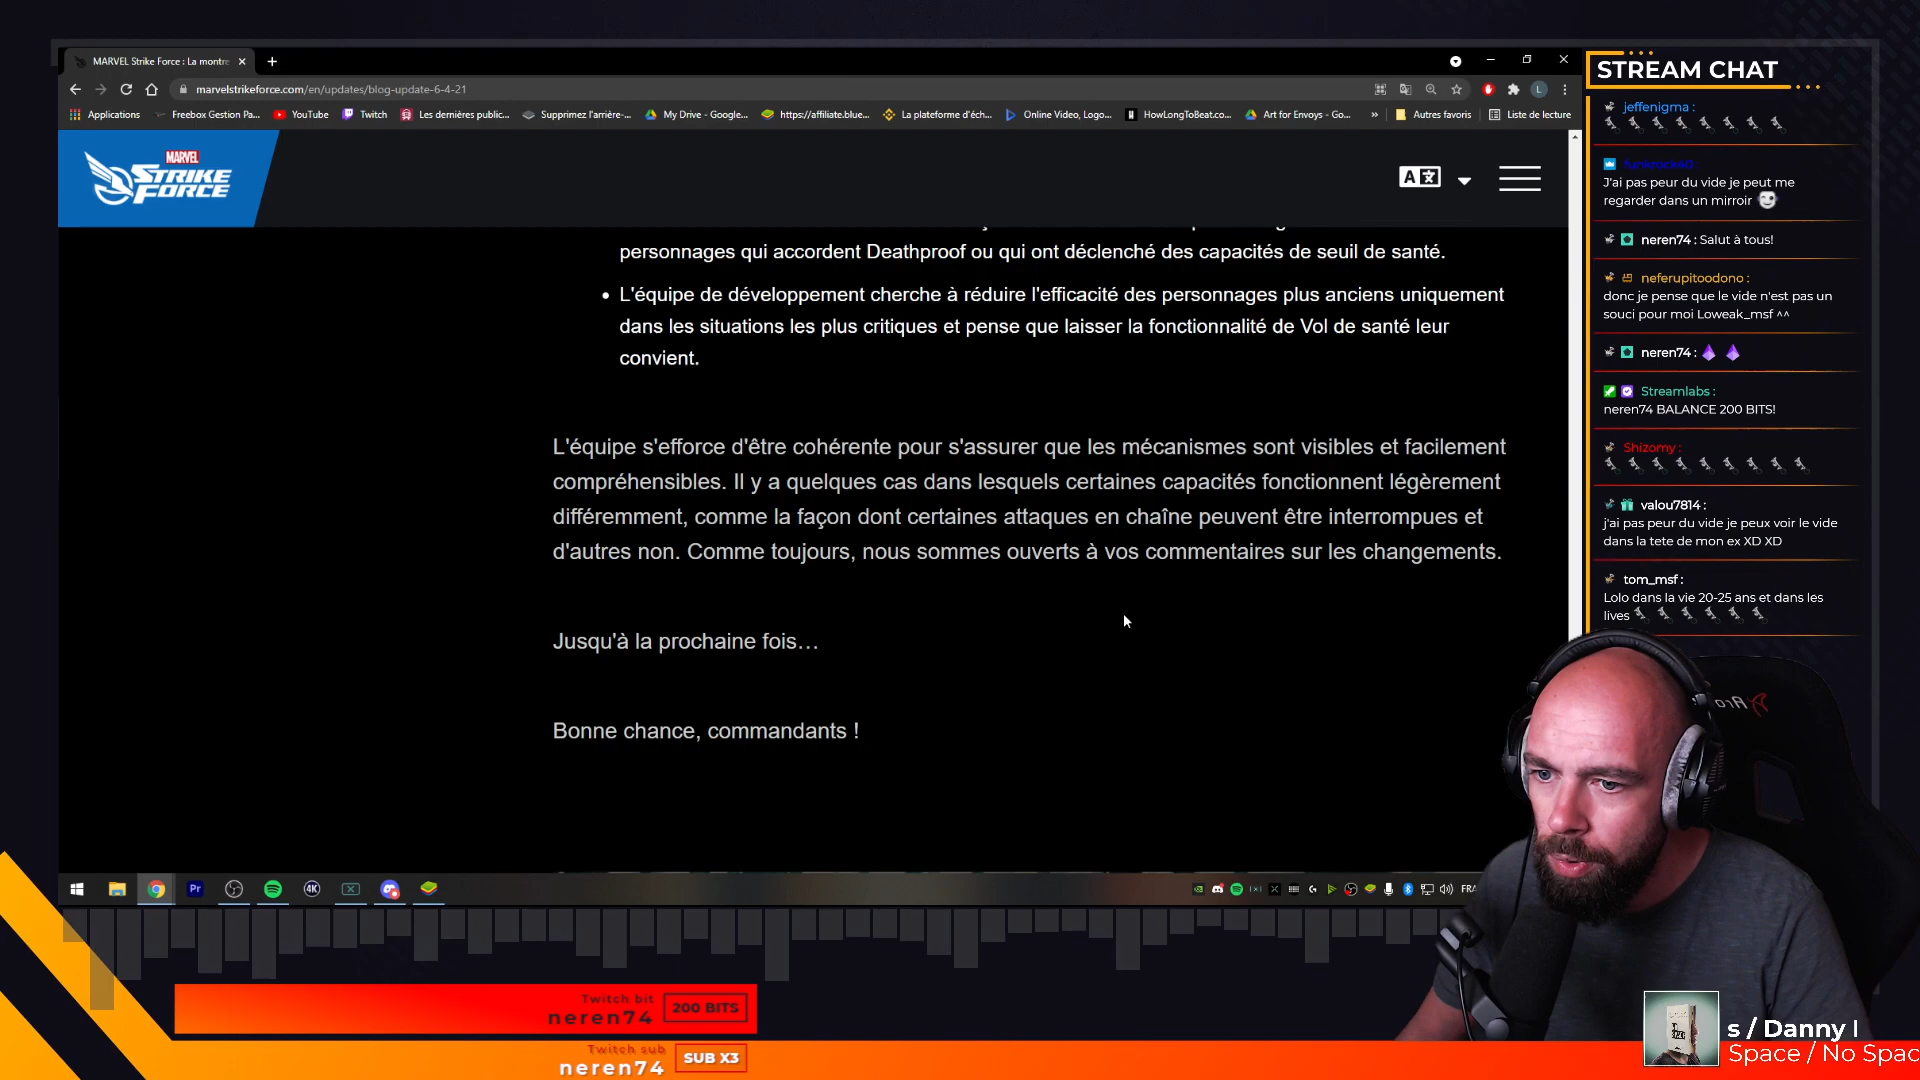 MARVEL Strike Force : La montre
marvelstrikeforce.com/en/updates/blog-update-6-4-21
Applications
Freebox Gestion Pa...
YouTube
Twitch
Les dernières public...
Supprimez l'arrière-...
My Drive - Google...
https://affiliate.blue...
La plateforme d'éch...
Online Video, Logo...
HowLongToBeat.co...
Art for Envoys - Go...
»
Autres favoris
Liste de lecture
MARVEL
STRIKE
FORCE
personnages qui accordent Deathproof ou qui ont déclenché des capacités de seuil de santé.
• L'équipe de développement cherche à réduire l'efficacité des personnages plus anciens uniquement
dans les situations les plus critiques et pense que laisser la fonctionnalité de Vol de santé leur
convient.
L'équipe s'efforce d'être cohérente pour s'assurer que les mécanismes sont visibles et facilement
compréhensibles. Il y a quelques cas dans lesquels certaines capacités fonctionnent légèrement
différemment, comme la façon dont certaines attaques en chaîne peuvent être interrompues et
d'autres non. Comme toujours, nous sommes ouverts à vos commentaires sur les changements.
Jusqu'à la prochaine fois…
Bonne chance, commandants !
Pr
4K
FRA
STREAM CHAT
jeffenigma :
funkrock40 :
J'ai pas peur du vide je peut me
regarder dans un mirroir
neren74 : Salut à tous!
neferupitoodono :
donc je pense que le vide n'est pas un
souci pour moi Loweak_msf ^^
neren74 :
Streamlabs :
neren74 BALANCE 200 BITS!
Shizomy :
valou7814 :
j'ai pas peur du vide je peux voir le vide
dans la tete de mon ex XD XD
tom_msf :
Lolo dans la vie 20-25 ans et dans les
lives
Twitch bit
neren74
200 BITS
Twitch sub
neren74
SUB X3
s / Danny
Space / No Spac